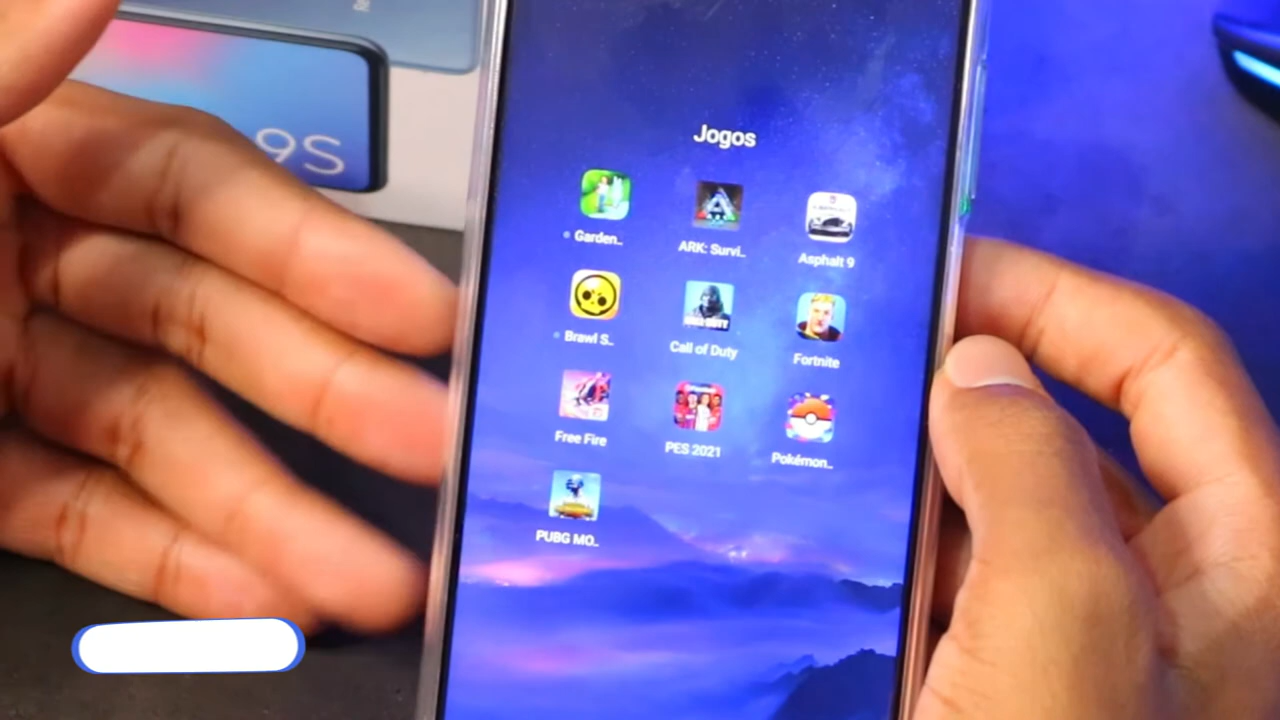 9S
Jogos
Garden..
ARK: Survi..
Asphalt 9
Brawl S..
Call of Duty
Fortnite
Free Fire
PES 2021
Pokémon..
PUBG MO..